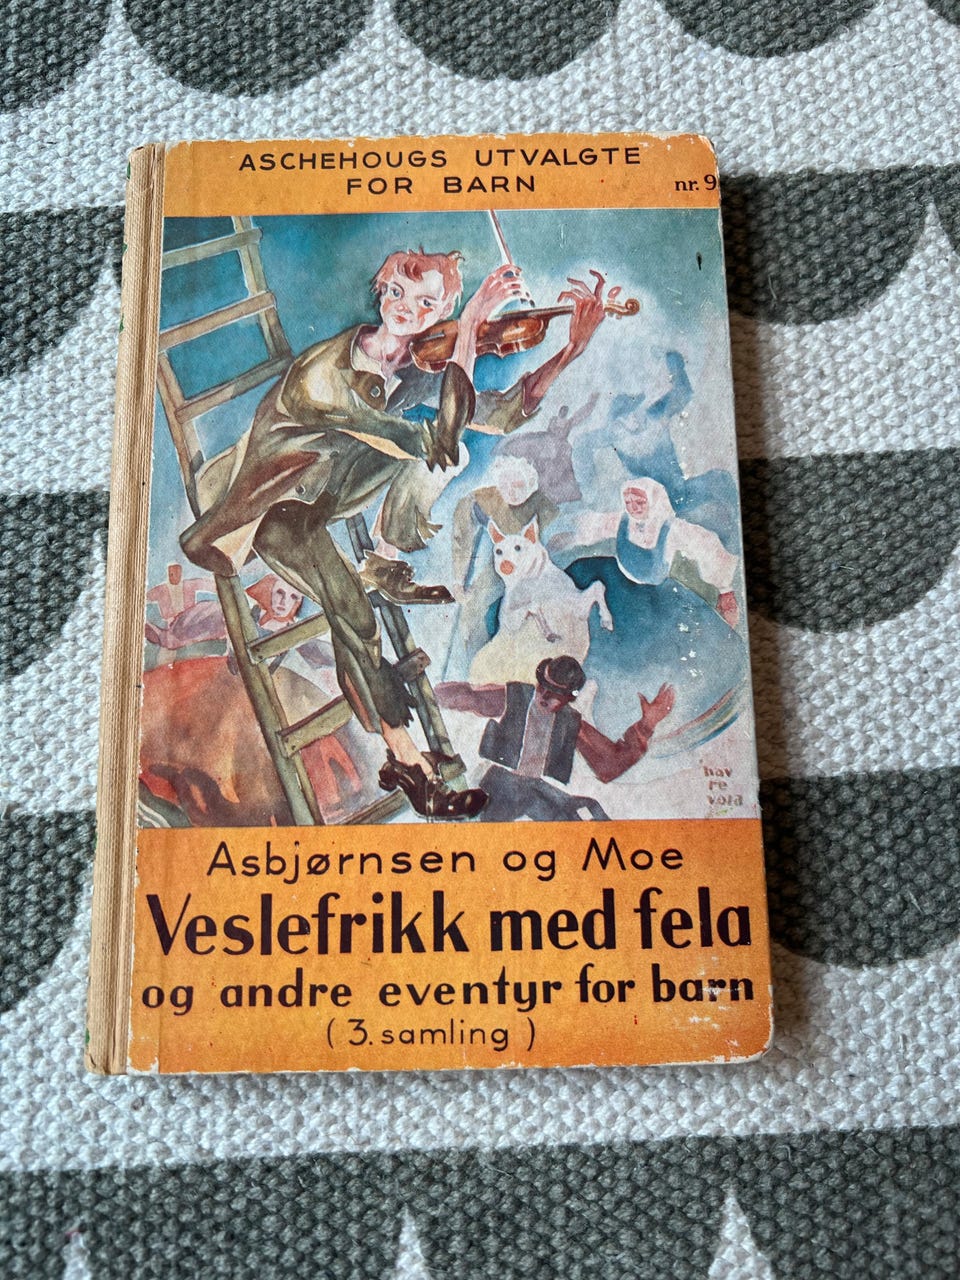 ASCHEHOUGS UTVALGTE
FOR BARN
nr. 9
hav
re
vold
Asbjørnsen og Moe
Veslefrikk med fela
og andre eventyr for barn
(3. samling)